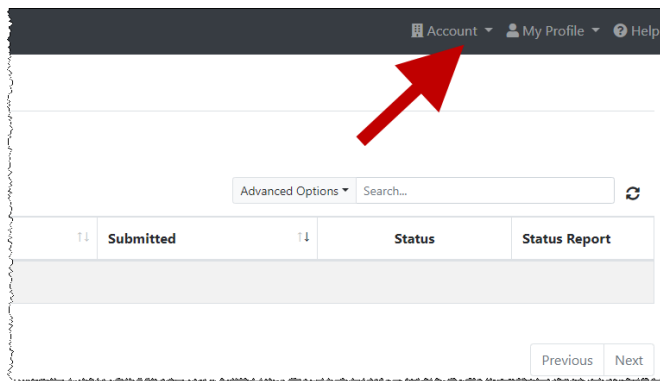 Account My Profile Help
Advanced Options Search...
Submitted Status Status Report
Previous Next